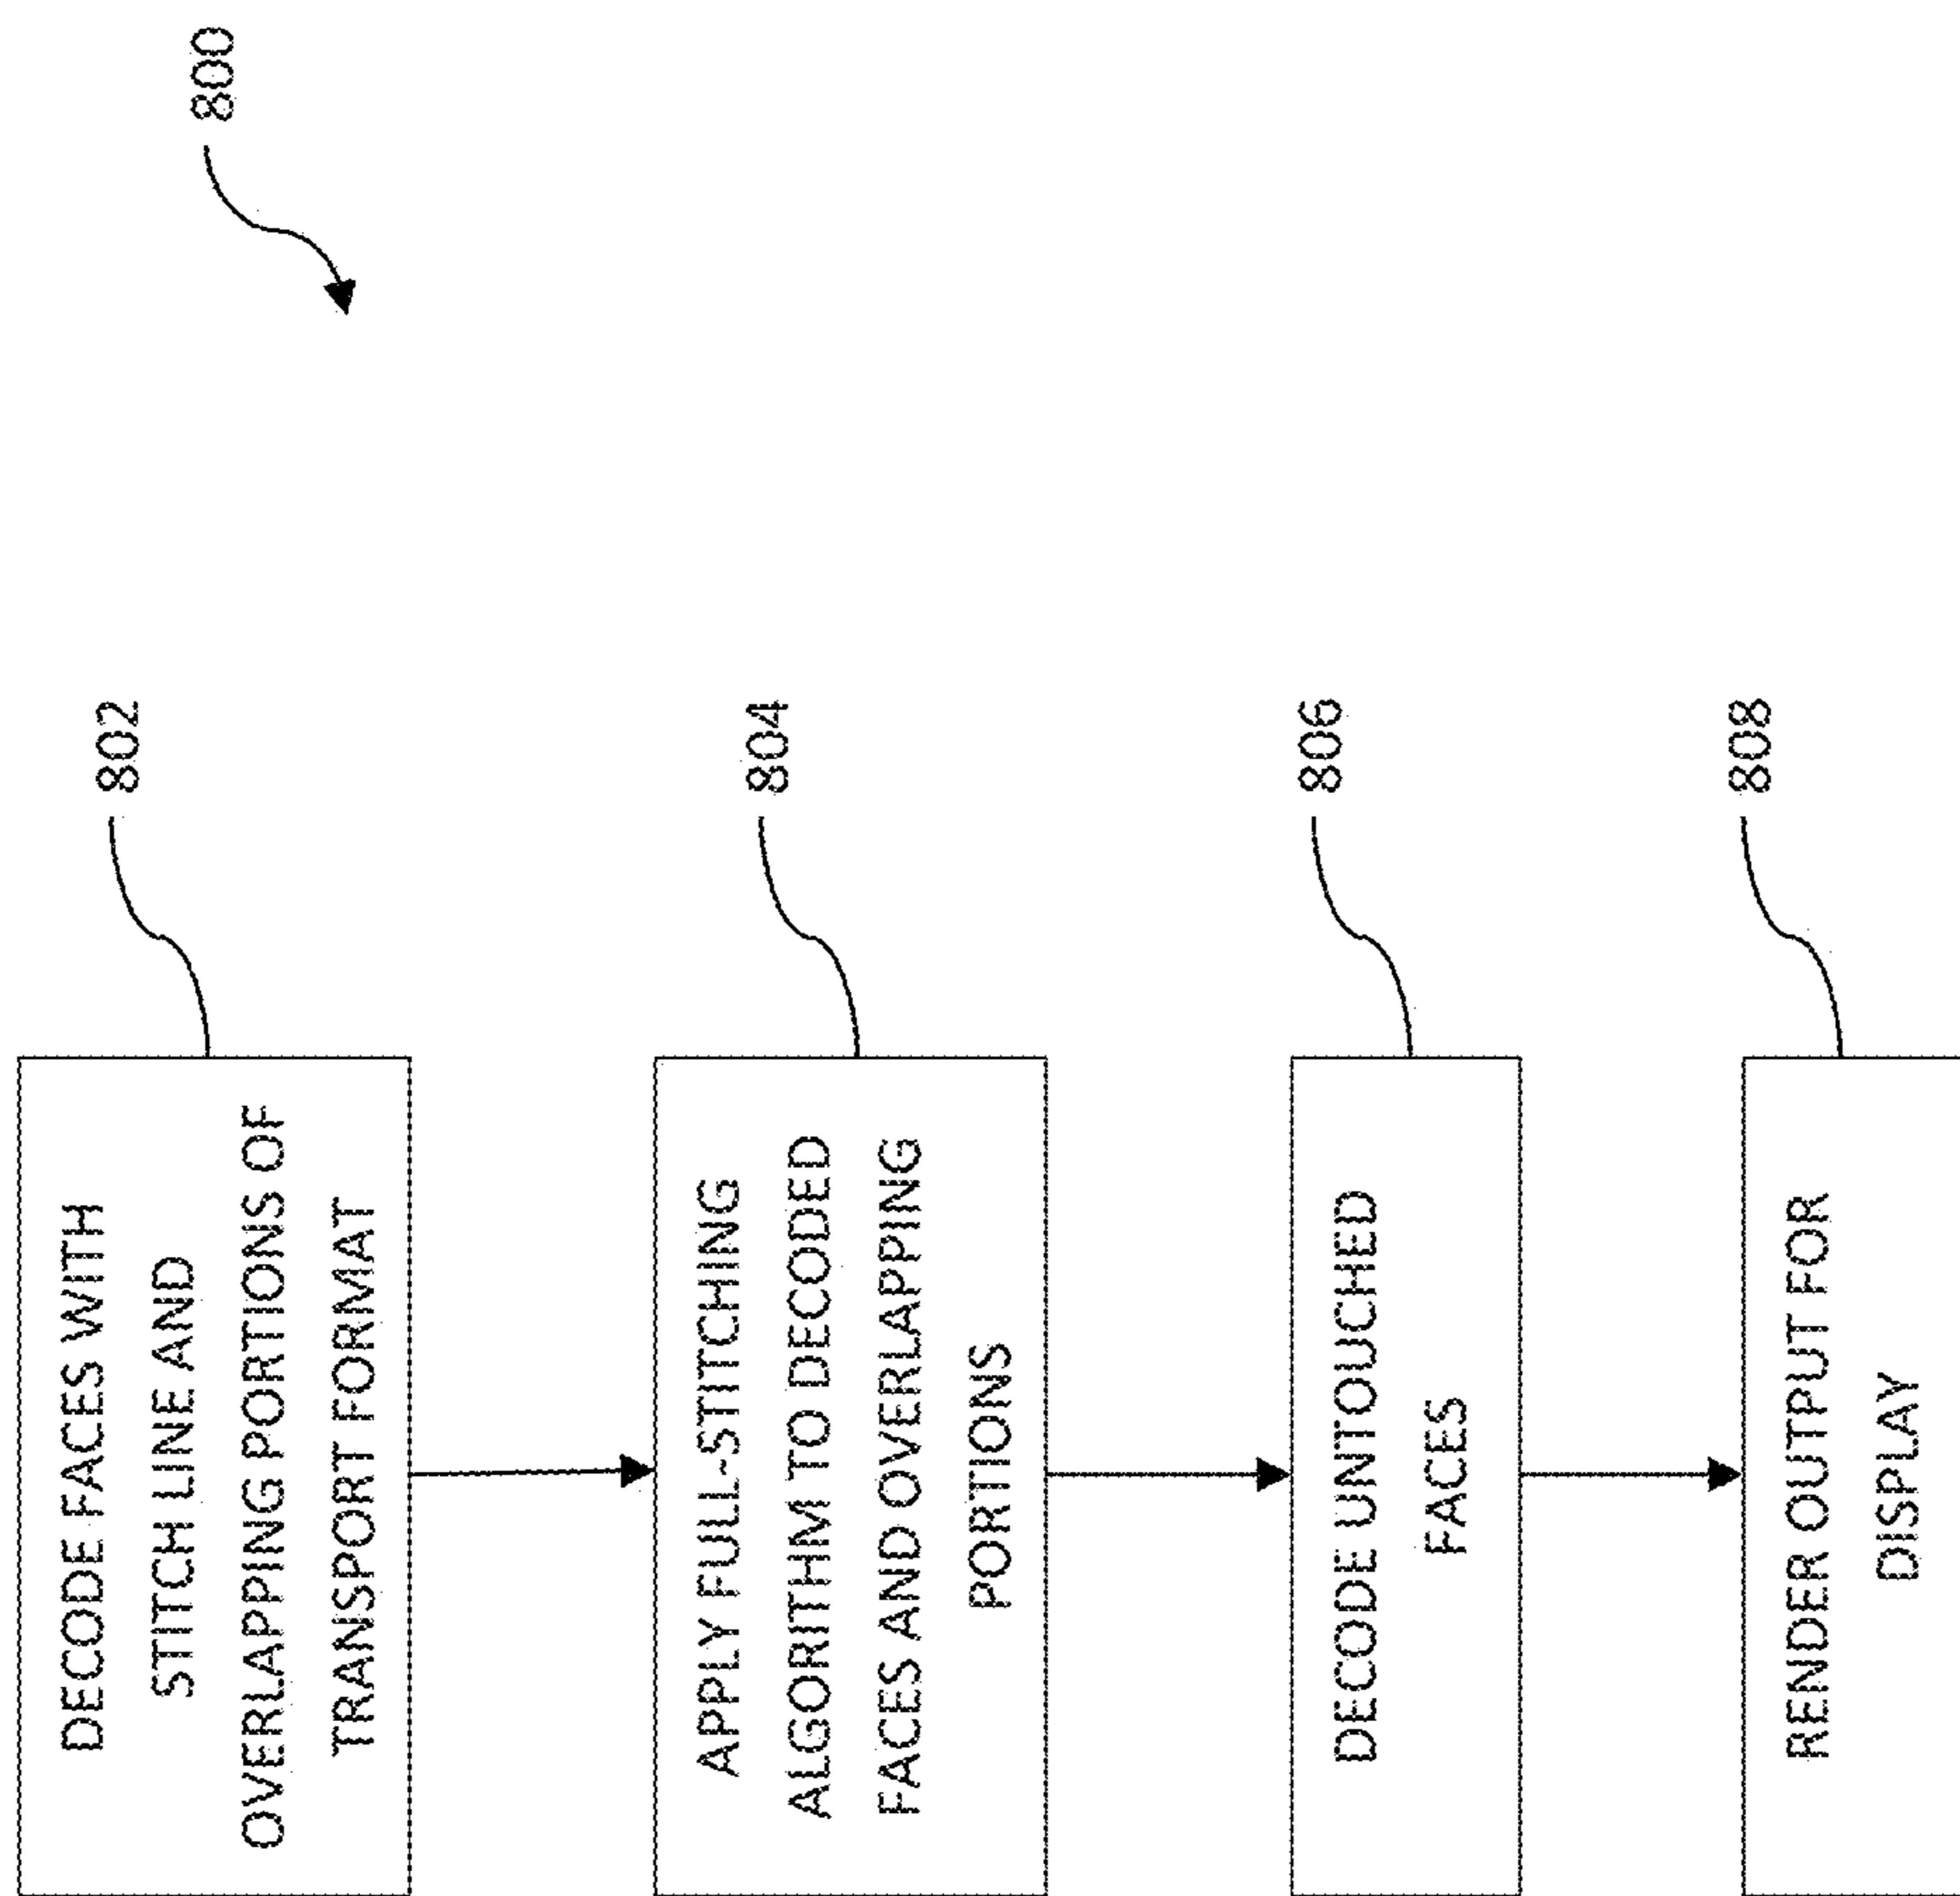 800
802
DECODE FACES WITH
STITCH LINE AND
OVERLAPPING PORTIONS OF
TRANSPORT FORMAT
804
APPLY FULL-STITCHING
ALGORITHM TO DECODED
FACES AND OVERLAPPING
PORTIONS
806
DECODE UNTOUCHED
FACES
808
RENDER OUTPUT FOR
DISPLAY